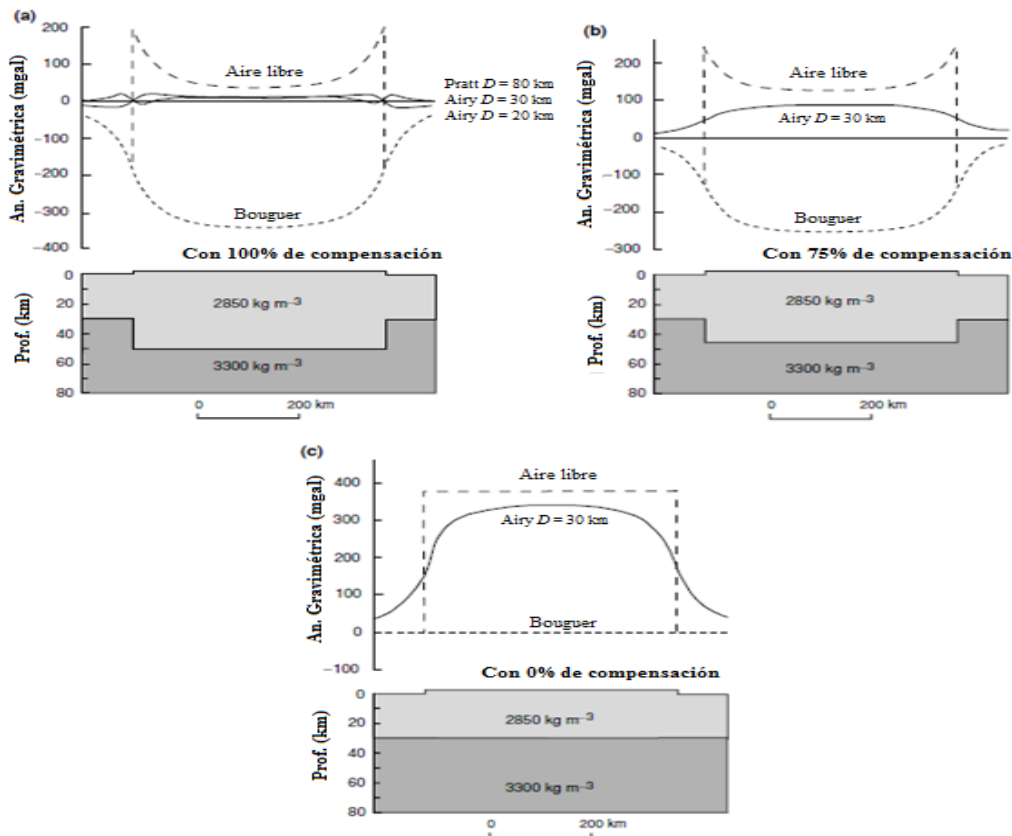 (a)
An. Gravimétrica (mgal)
200
100
0
−100
−200
−300
−400
Aire libre
Pratt D = 80 km
Airy D = 30 km
Airy D = 20 km
Bouguer
Con 100% de compensación
Prof. (km)
0
20
40
60
80
2850 kg m−3
3300 kg m−3
0 200 km
(b)
An. Gravimétrica (mgal)
200
100
0
−100
−200
−300
Aire libre
Airy D = 30 km
Bouguer
Con 75% de compensación
Prof. (km)
0
20
40
60
80
2850 kg m−3
3300 kg m−3
0 200 km
(c)
An. Gravimétrica (mgal)
400
300
200
100
0
−100
Aire libre
Airy D = 30 km
Bouguer
Con 0% de compensación
Prof. (km)
0
20
40
60
80
2850 kg m−3
3300 kg m−3
0 200 km